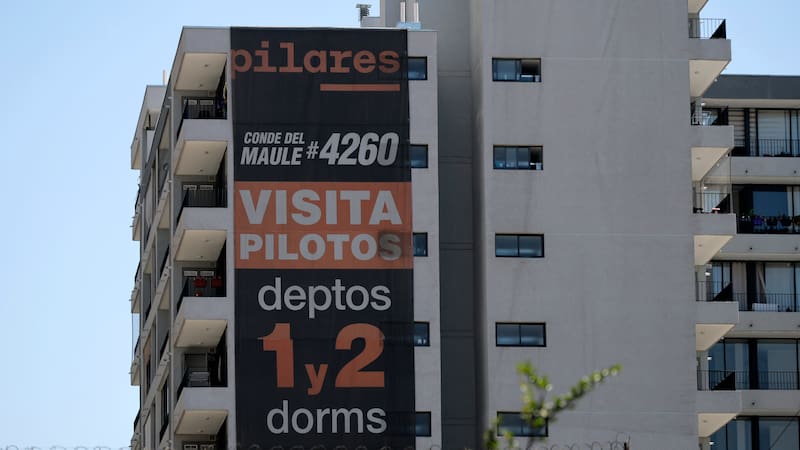 pilares
CONDE DEL
MAULE #4260
VISITA
PILOTOS
deptos
1 y 2
dorms